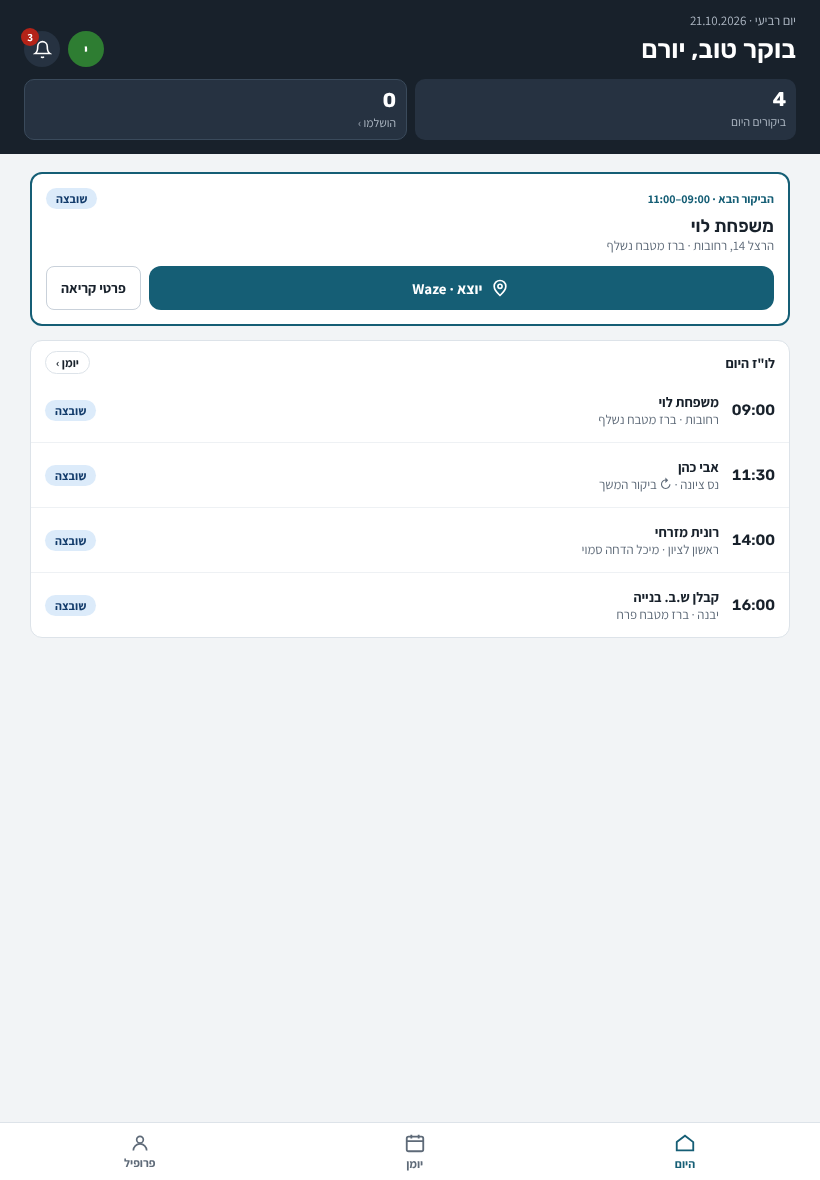 יום רביעי · 21.10.2026
בוקר טוב, יורם
י
3
4
ביקורים היום
0
הושלמו ›
הביקור הבא · 09:00–11:00
שובצה
משפחת לוי
הרצל 14, רחובות · ברז מטבח נשלף
יוצא · Waze
פרטי קריאה
לו"ז היום
יומן ›
09:00
משפחת לוי
רחובות · ברז מטבח נשלף
שובצה
11:30
אבי כהן
נס ציונה · ↻ ביקור המשך
שובצה
14:00
רונית מזרחי
ראשון לציון · מיכל הדחה סמוי
שובצה
16:00
קבלן ש.ב. בנייה
יבנה · ברז מטבח פרח
שובצה
היום
יומן
פרופיל